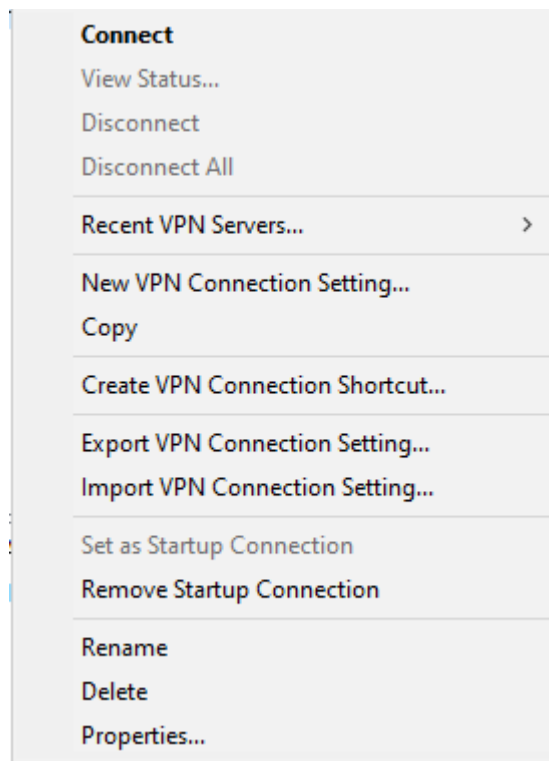 Connect
View Status...
Disconnect
Disconnect All
Recent VPN Servers...
New VPN Connection Setting...
Copy
Create VPN Connection Shortcut...
Export VPN Connection Setting...
Import VPN Connection Setting...
Set as Startup Connection
Remove Startup Connection
Rename
Delete
Properties...